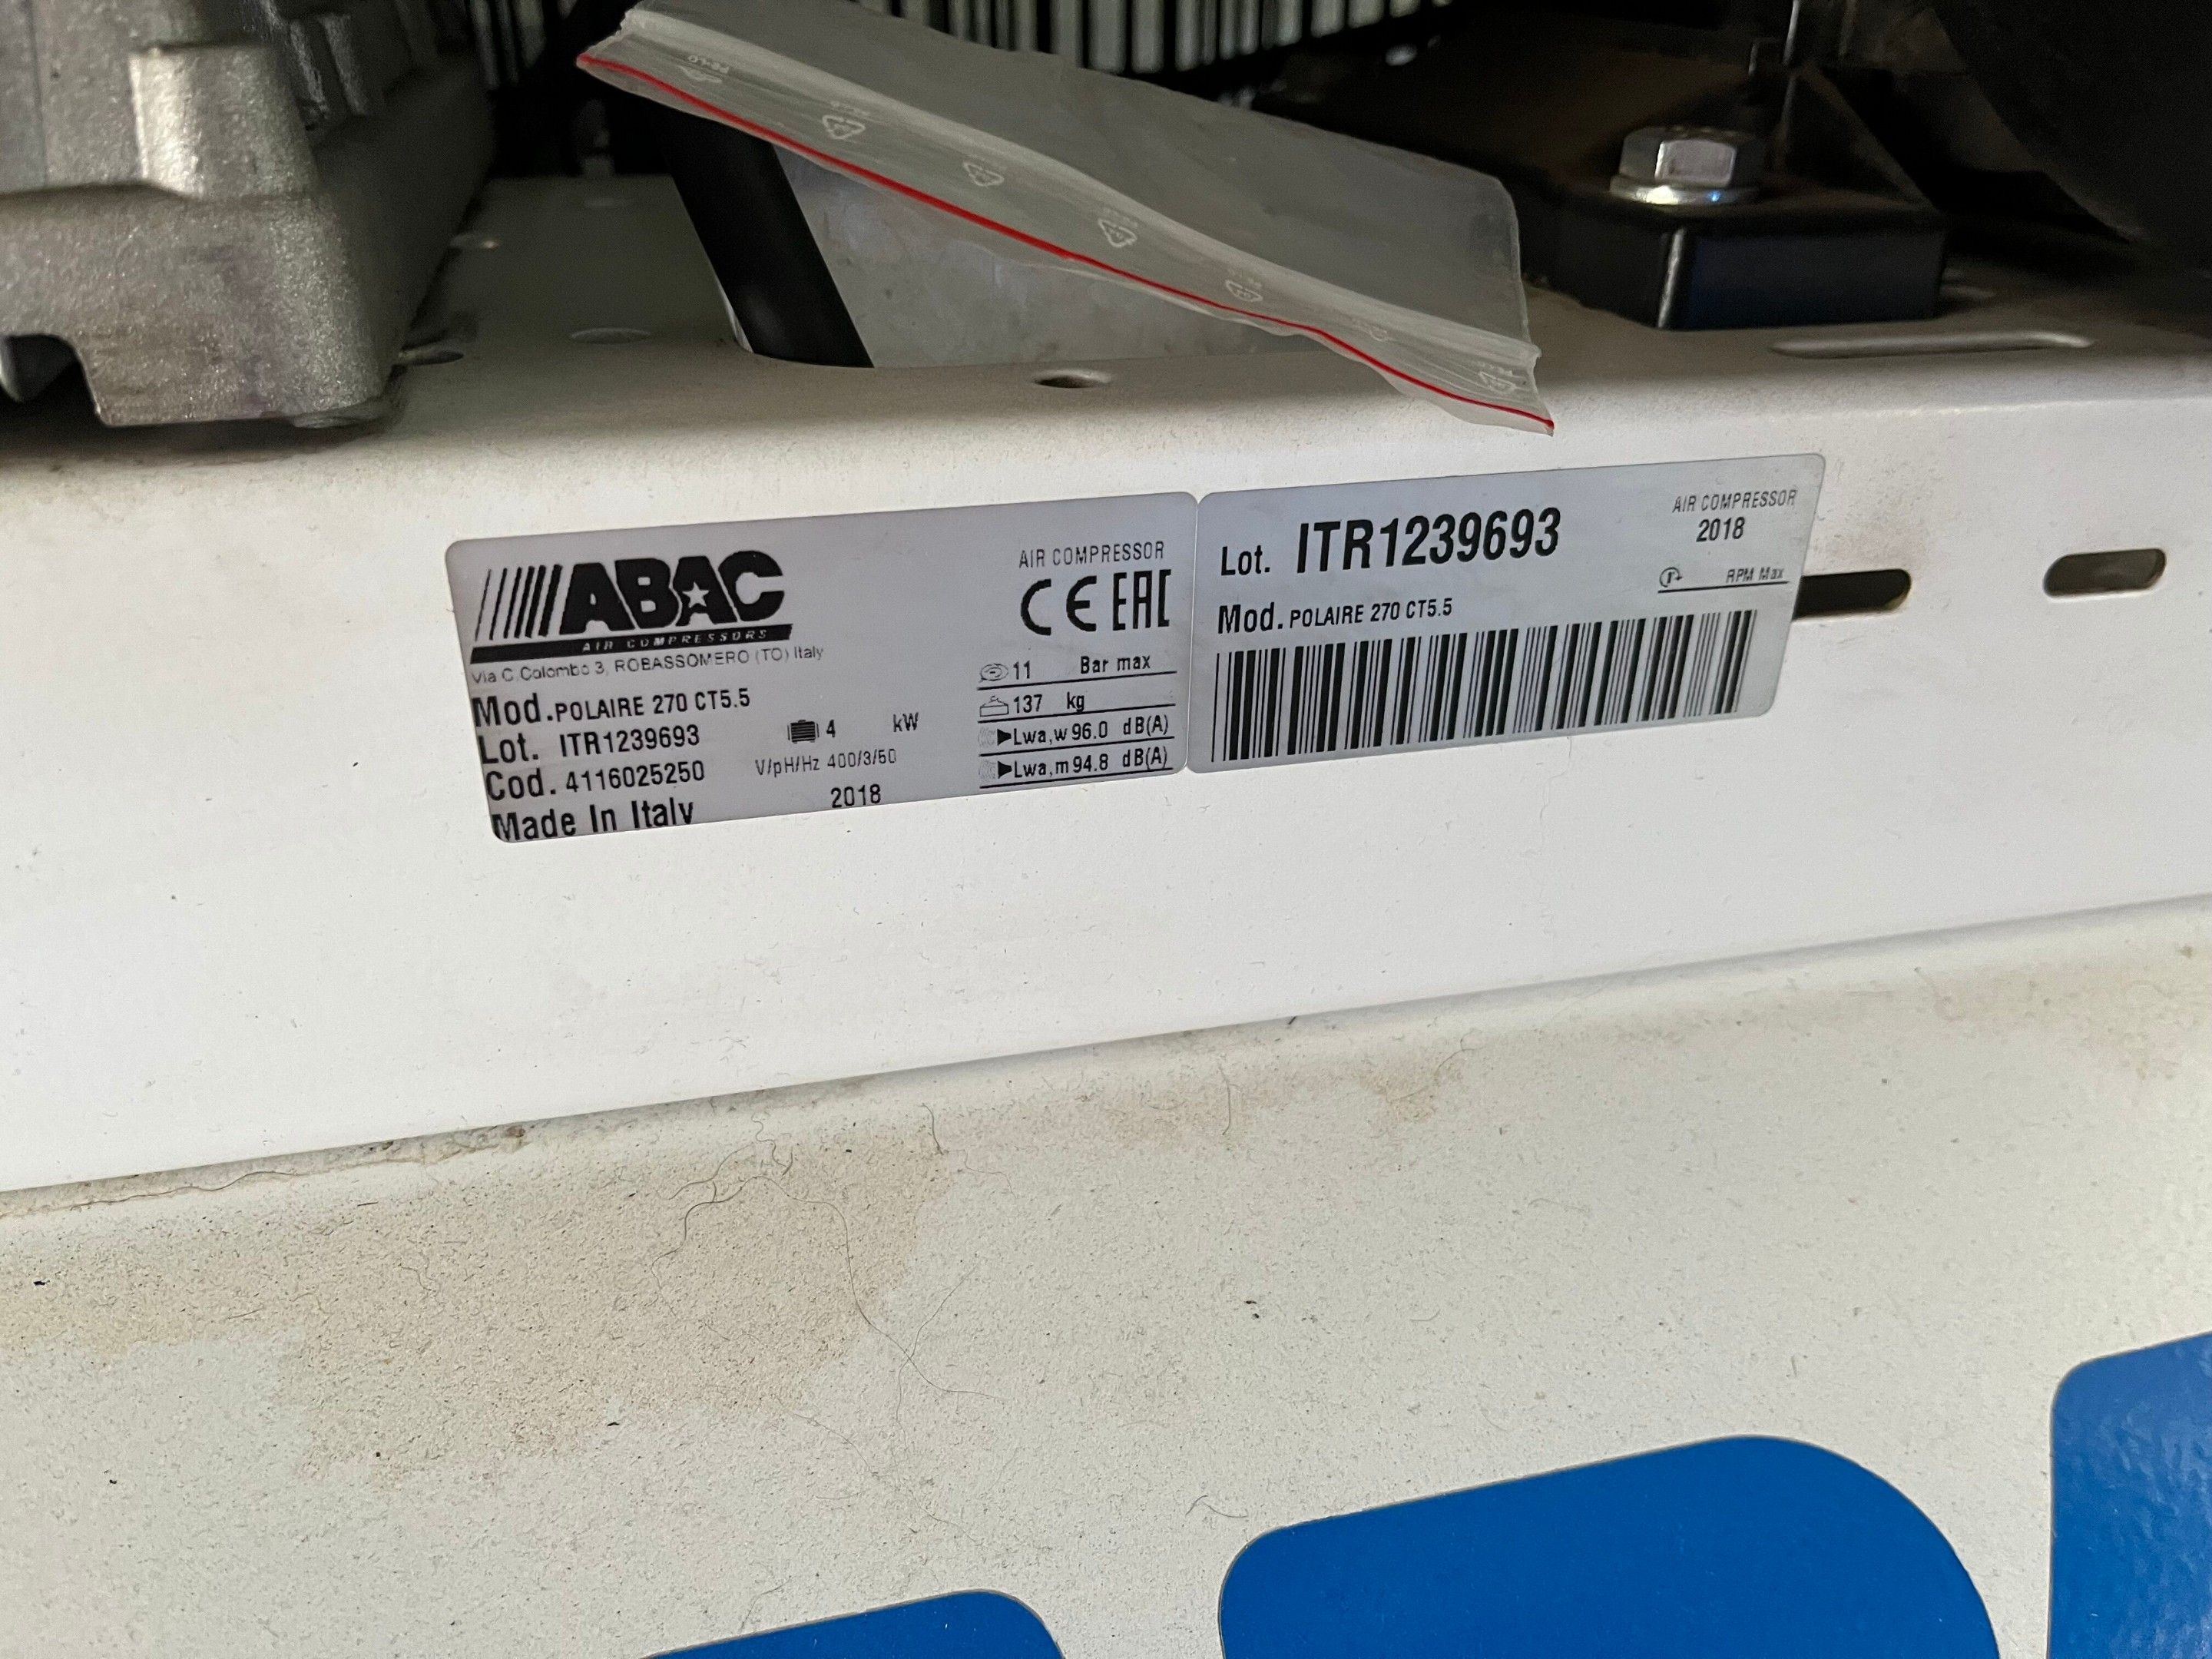 ABAC
AIR COMPRESSORS
Via C.Colombo 3, ROBASSOMERO (TO) Italy
Mod. POLAIRE 270 CT5.5
Lot. ITR1239693
Cod. 4116025250
Made In Italy
4 kW
V/pH/Hz 400/3/50
2018
AIR COMPRESSOR
CE EAC
11 Bar max
137 kg
Lwa,w 96.0 dB(A)
Lwa,m 94.8 dB(A)
Lot. ITR1239693
AIR COMPRESSOR
2018
RPM Max
Mod. POLAIRE 270 CT5.5